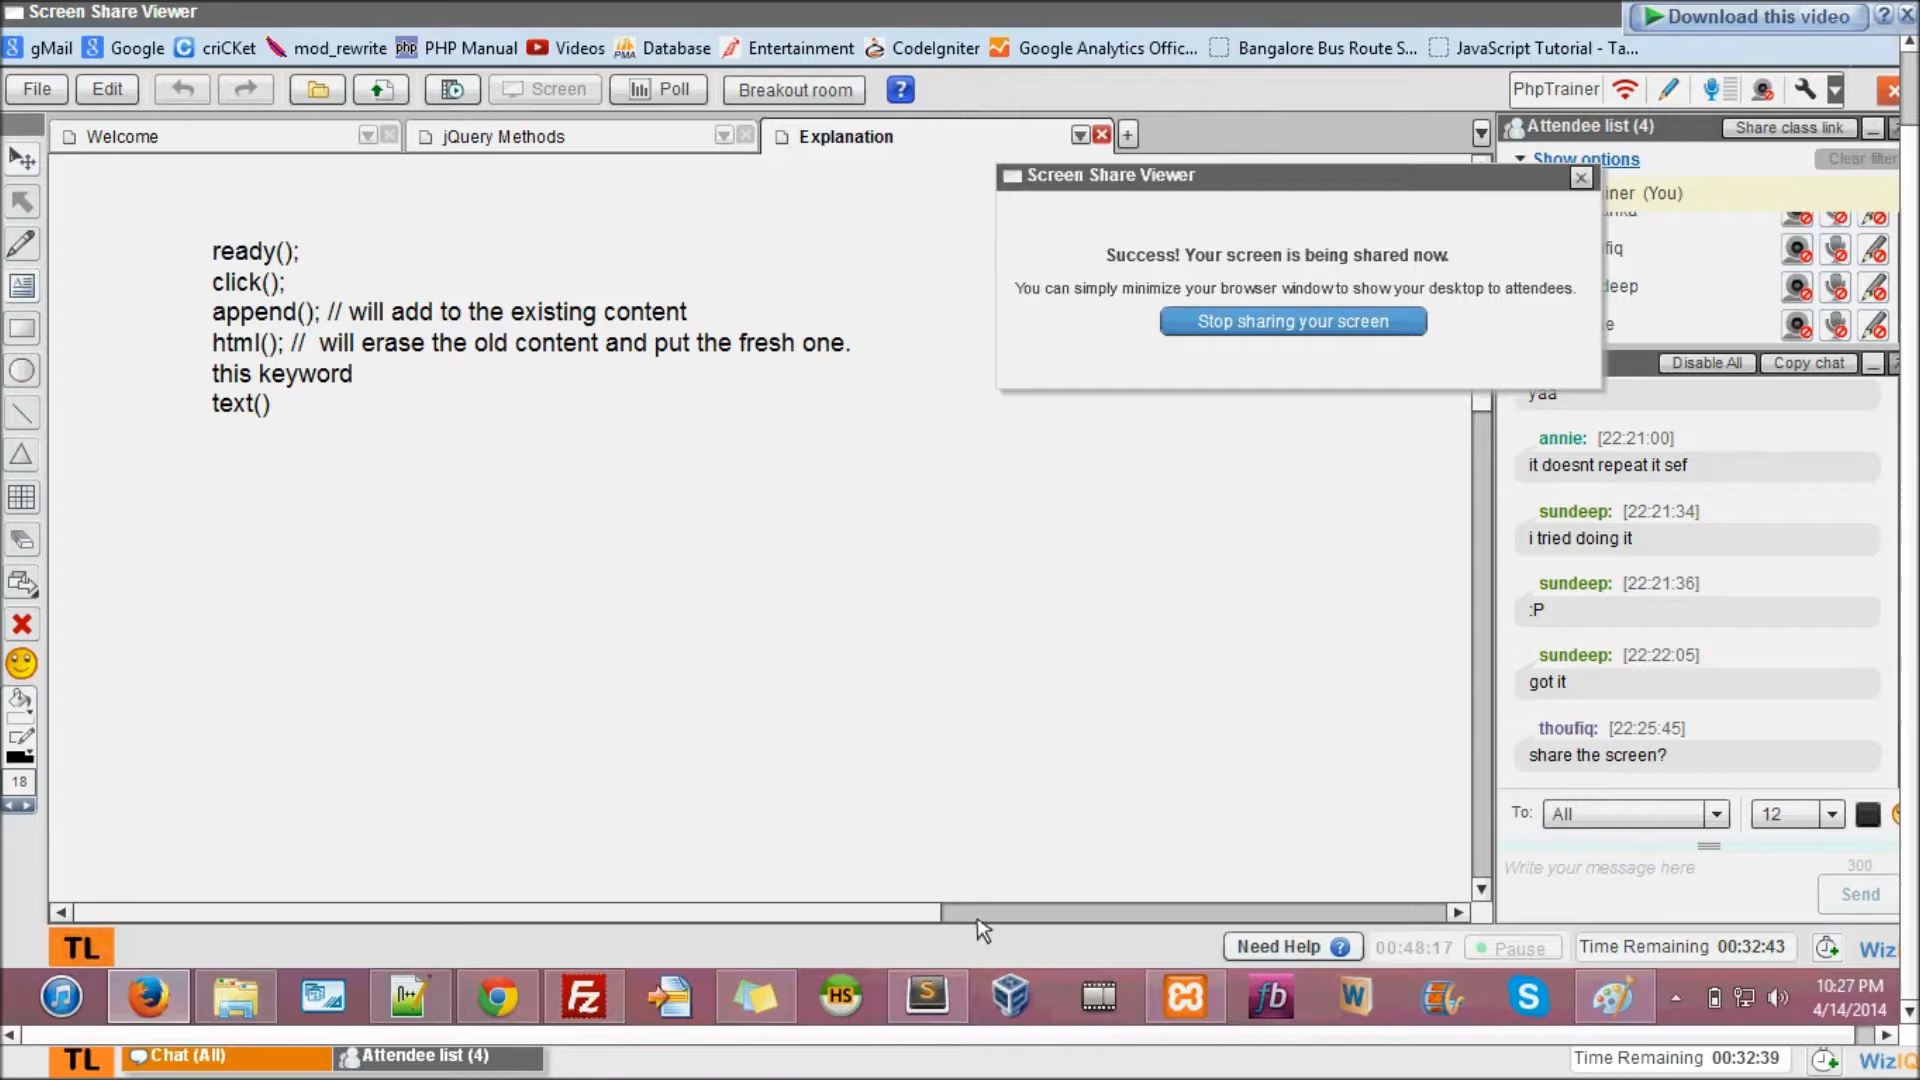 Screen Share Viewer
Download this video
gMail Google criCKet mod_rewrite php PHP Manual Videos PMA Database Entertainment CodeIgniter Google Analytics Offic... Bangalore Bus Route S... JavaScript Tutorial - Ta...
File Edit Screen Poll Breakout room ? PhpTrainer
Welcome jQuery Methods Explanation
Attendee list (4) Share class link
Show options Clear filter
Screen Share Viewer
iner (You)
Success! Your screen is being shared now.
You can simply minimize your browser window to show your desktop to attendees.
Stop sharing your screen
fiq
deep
e
ready();
click();
append(); // will add to the existing content
html(); // will erase the old content and put the fresh one.
this keyword
text()
Disable All Copy chat
yaa
annie: [22:21:00]
it doesnt repeat it sef
sundeep: [22:21:34]
i tried doing it
sundeep: [22:21:36]
:P
sundeep: [22:22:05]
got it
thoufiq: [22:25:45]
share the screen?
18
To: All 12
Write your message here 300
Send
TL Need Help ? 00:48:17 Pause Time Remaining 00:32:43 WizI
10:27 PM
4/14/2014
TL Chat (All) Attendee list (4) Time Remaining 00:32:39 WizIQ